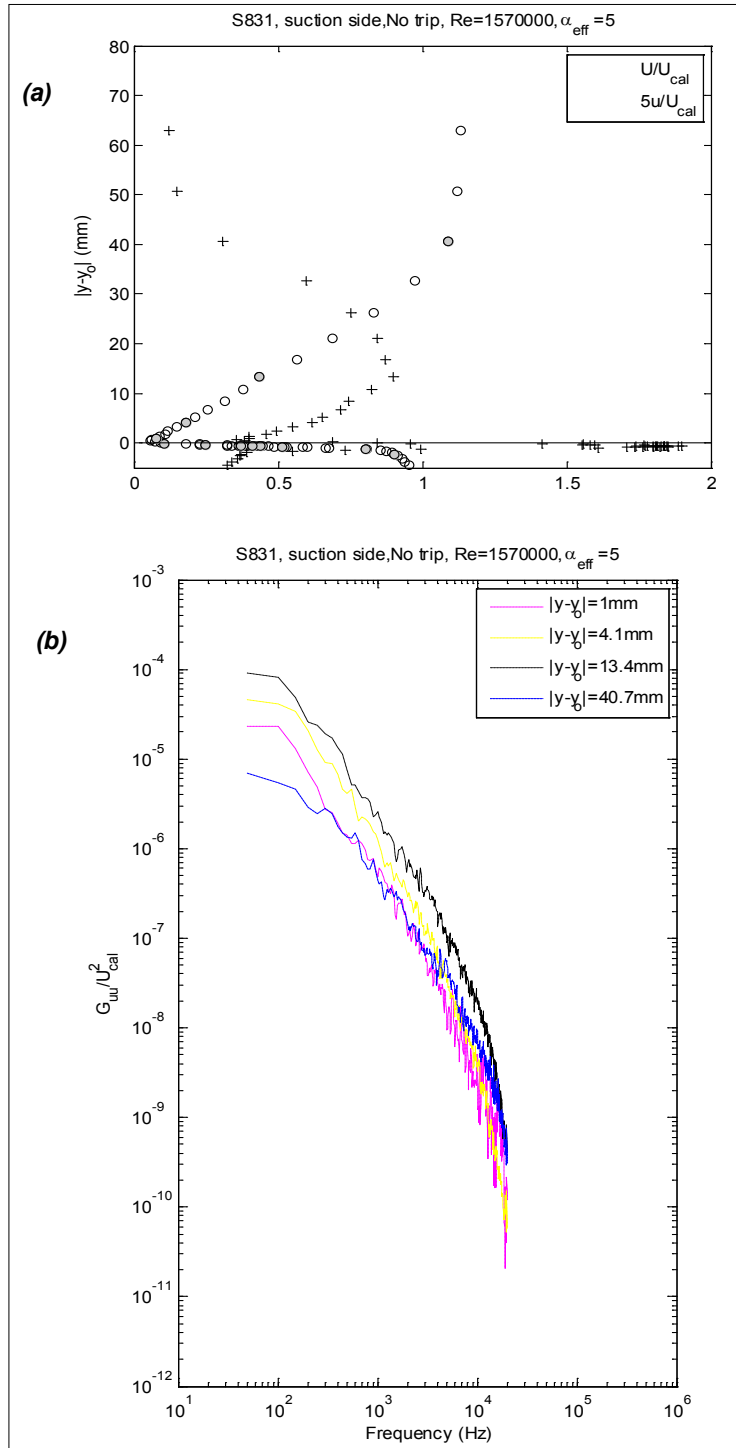 S831, suction side,No trip, Re=1570000, α_eff =5
(a)
80
70
60
50
40
30
20
10
0
|y-y_o| (mm)
U/U_cal
5u/U_cal
0
0.5
1
1.5
2
S831, suction side,No trip, Re=1570000, α_eff =5
(b)
10^-3
10^-4
10^-5
10^-6
10^-7
10^-8
10^-9
10^-10
10^-11
10^-12
G_uu/U^2_cal
|y-y_o|=1mm
|y-y_o|=4.1mm
|y-y_o|=13.4mm
|y-y_o|=40.7mm
10^1
10^2
10^3
10^4
10^5
10^6
Frequency (Hz)